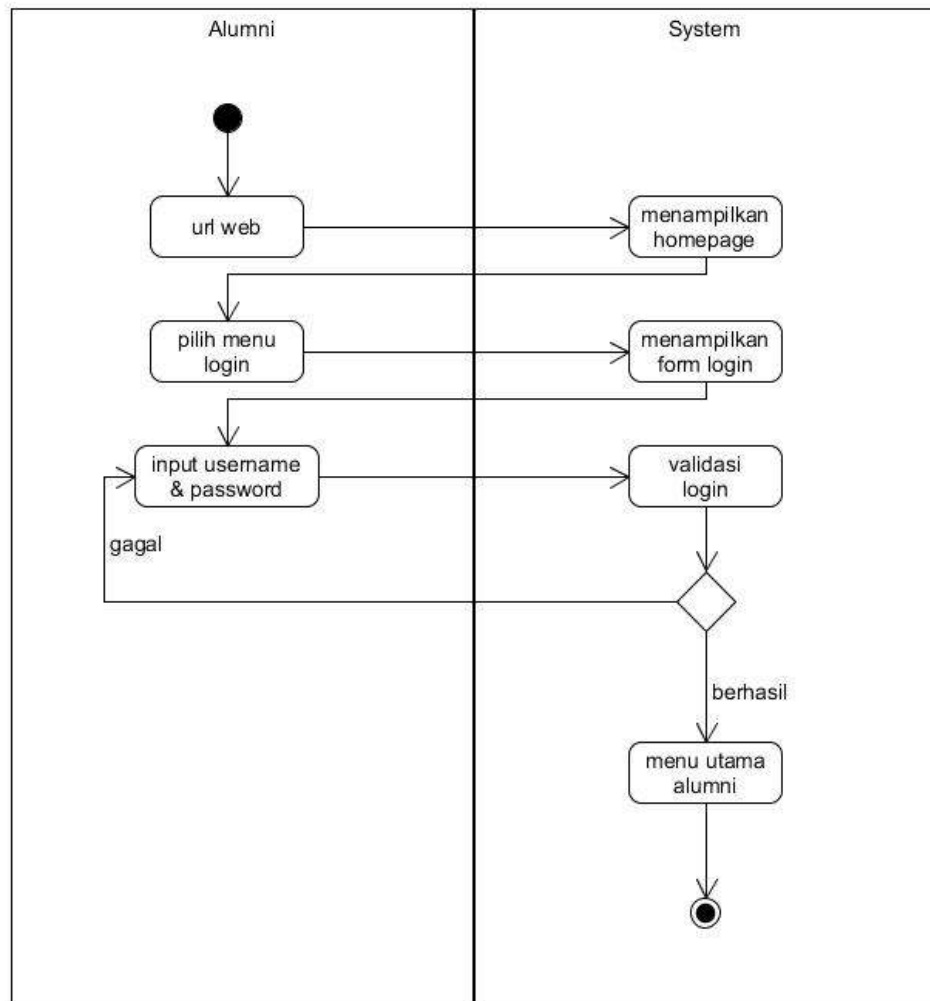 Alumni
System
url web
menampilkan
homepage
pilih menu
login
menampilkan
form login
input username
& password
validasi
login
gagal
berhasil
menu utama
alumni